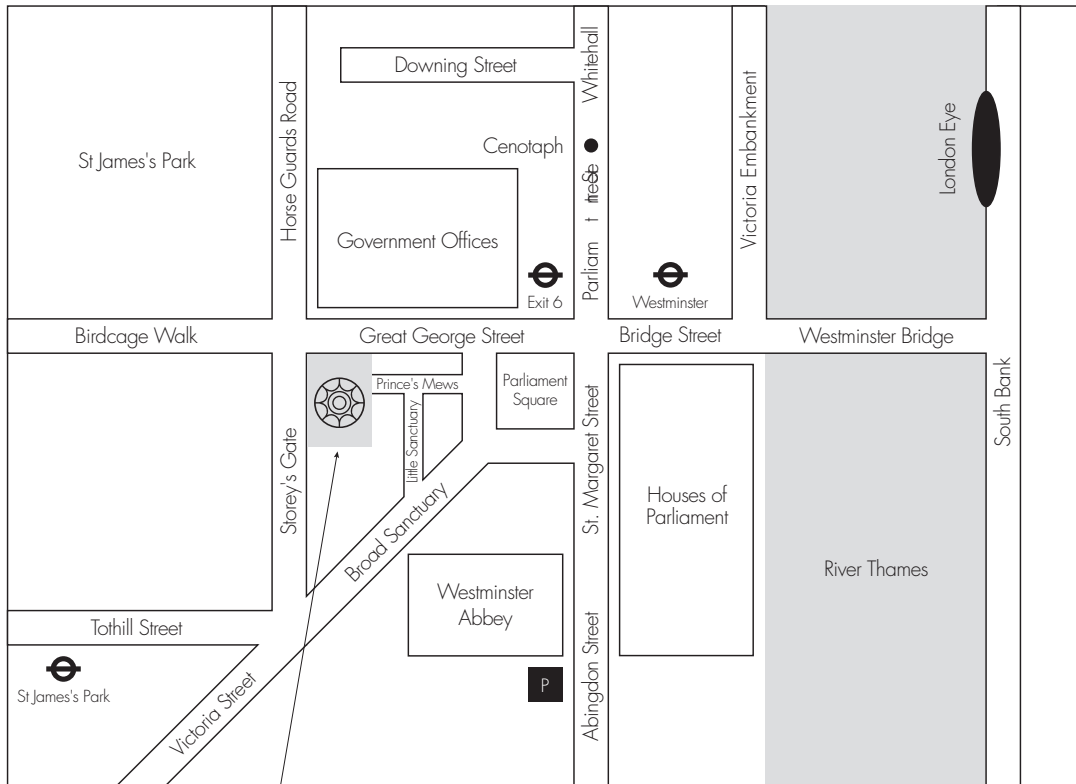 Downing Street
Whitehall
Horse Guards Road
Victoria Embankment
London Eye
St James's Park
Cenotaph
Government Offices
Parliam t
Exit 6
Westminster
Birdcage Walk
Great George Street
Bridge Street
Westminster Bridge
South Bank
Prince's Mews
Parliament
Square
Little Sanctuary
St. Margaret Street
Storey's Gate
Broad Sanctuary
Houses of
Parliament
River Thames
Westminster
Abbey
Tothill Street
St James's Park
Victoria Street
P
Abingdon Street